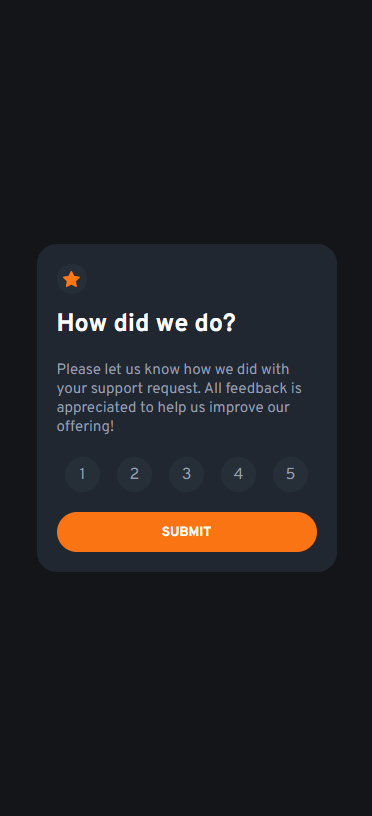 How did we do?
Please let us know how we did with
your support request. All feedback is
appreciated to help us improve our
offering!
1 2 3 4 5
SUBMIT